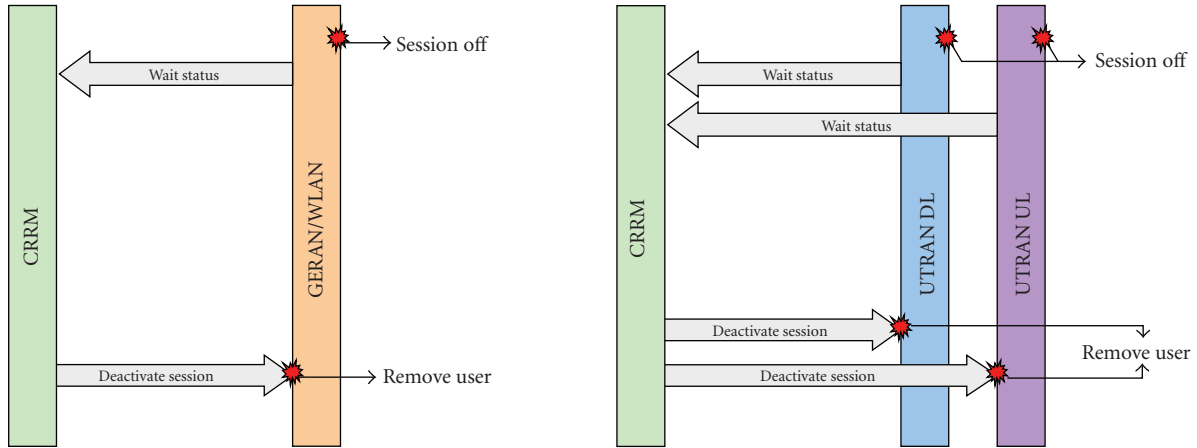 Session off
Wait status
CRRM
GERAN/WLAN
Deactivate session
Remove user
Session off
Wait status
Wait status
CRRM
UTRAN DL
UTRAN UL
Deactivate session
Remove user
Deactivate session